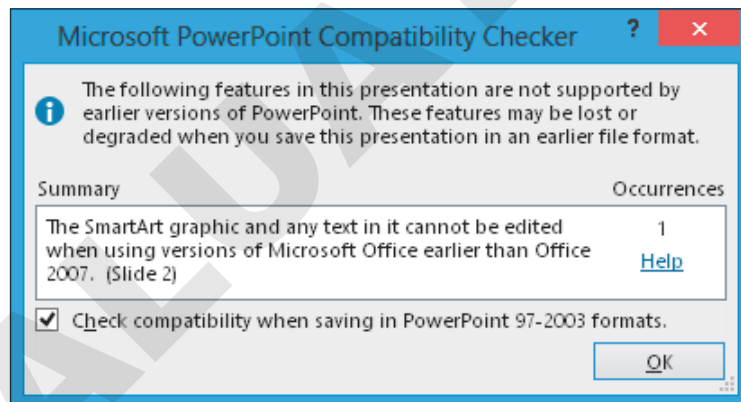 Microsoft PowerPoint Compatibility Checker ? ×
The following features in this presentation are not supported by
earlier versions of PowerPoint. These features may be lost or
degraded when you save this presentation in an earlier file format.
Summary Occurrences
The SmartArt graphic and any text in it cannot be edited 1
when using versions of Microsoft Office earlier than Office Help
2007. (Slide 2)
Check compatibility when saving in PowerPoint 97-2003 formats.
OK